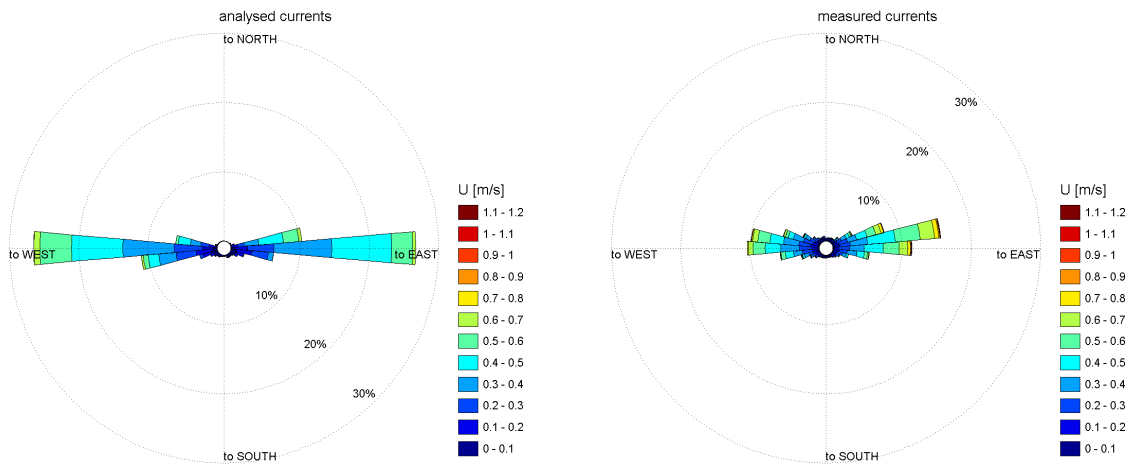 analysed currents
to NORTH
to WEST
to EAST
to SOUTH
10%
20%
30%
U [m/s]
1.1 - 1.2
1 - 1.1
0.9 - 1
0.8 - 0.9
0.7 - 0.8
0.6 - 0.7
0.5 - 0.6
0.4 - 0.5
0.3 - 0.4
0.2 - 0.3
0.1 - 0.2
0 - 0.1
measured currents
to NORTH
30%
20%
10%
to WEST
to EAST
to SOUTH
U [m/s]
1.1 - 1.2
1 - 1.1
0.9 - 1
0.8 - 0.9
0.7 - 0.8
0.6 - 0.7
0.5 - 0.6
0.4 - 0.5
0.3 - 0.4
0.2 - 0.3
0.1 - 0.2
0 - 0.1